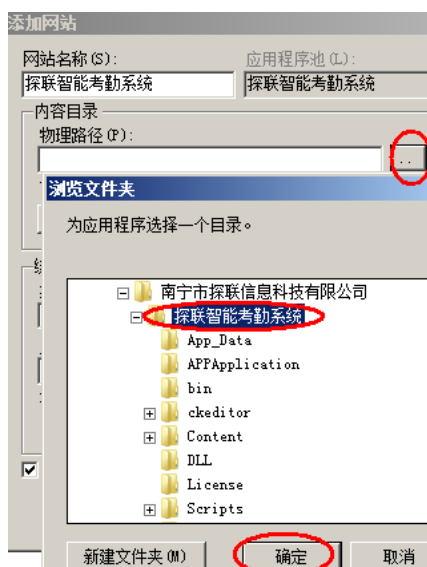 添加网站
网站名称(S):
应用程序池(L):
探联智能考勤系统
探联智能考勤系统
内容目录
物理路径(P):
..
浏览文件夹
为应用程序选择一个目录。
南宁市探联信息科技有限公司
探联智能考勤系统
App_Data
APPApplication
bin
ckeditor
Content
DLL
License
Scripts
新建文件夹(M)
确定
取消